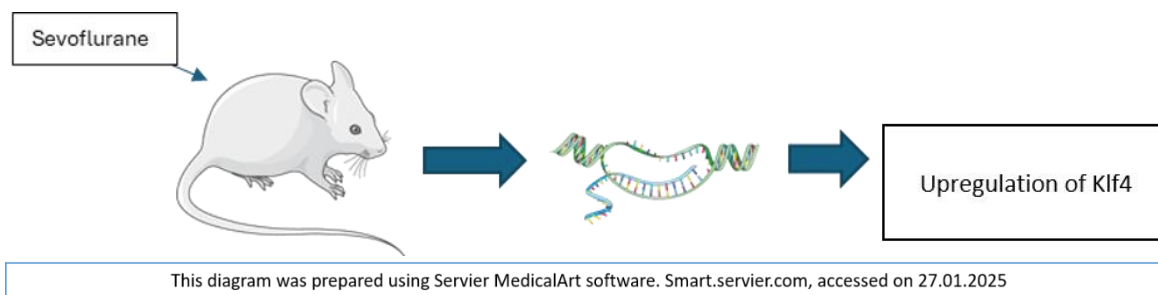 Sevoflurane
Upregulation of Klf4
This diagram was prepared using Servier MedicalArt software. Smart.servier.com, accessed on 27.01.2025